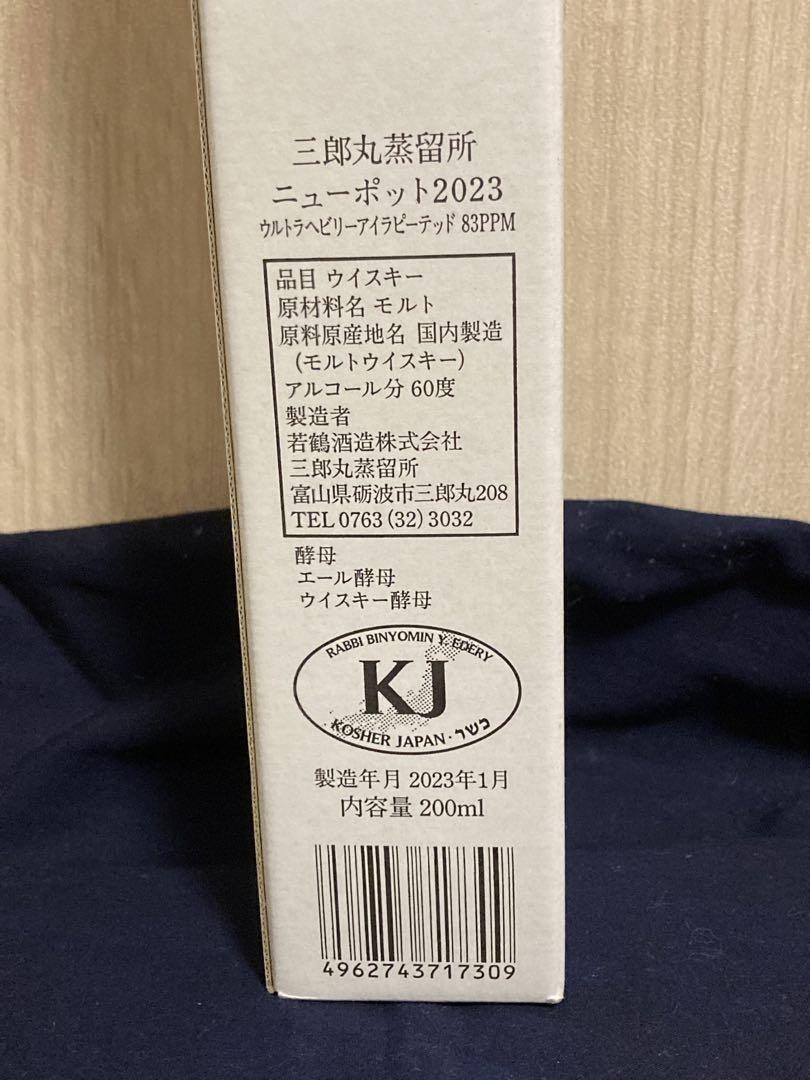 三郎丸蒸留所
ニューポット2023
ウルトラヘビリーアイラピーテッド 83PPM
品目 ウイスキー
原材料名 モルト
原料原産地名 国内製造
(モルトウイスキー)
アルコール分 60度
製造者
若鶴酒造株式会社
三郎丸蒸留所
富山県砺波市三郎丸208
TEL 0763 (32) 3032
酵母
エール酵母
ウイスキー酵母
RABBI BINYOMIN Y. EDERY
KJ
KOSHER JAPAN · כשר
製造年月 2023年1月
内容量 200ml
4962743717309